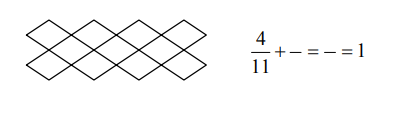 4/11 + – = – = 1